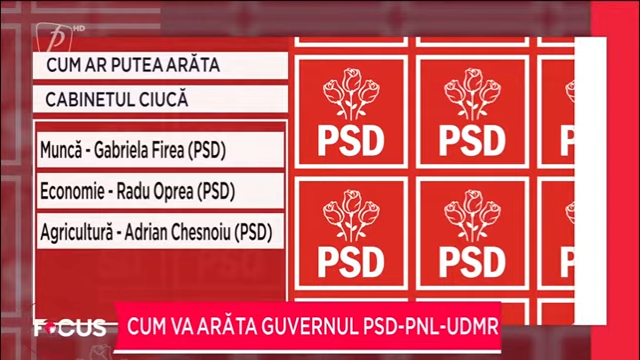 HD
CUM AR PUTEA ARĂTA
CABINETUL CIUCĂ
Muncă - Gabriela Firea (PSD)
Economie - Radu Oprea (PSD)
Agricultură - Adrian Chesnoiu (PSD)
PSD PSD PSD
PSD PSD PSD
FOCUS
CUM VA ARĂTA GUVERNUL PSD-PNL-UDMR